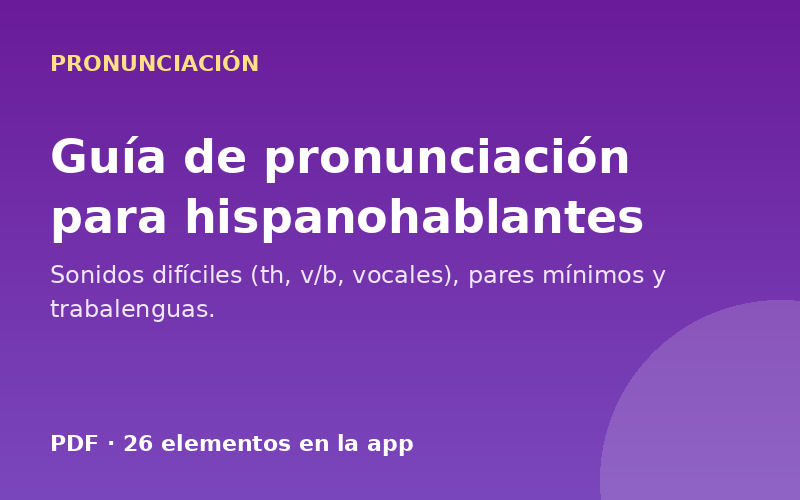 PRONUNCIACIÓN
Guía de pronunciación
para hispanohablantes
Sonidos difíciles (th, v/b, vocales), pares mínimos y
trabalenguas.
PDF · 26 elementos en la app